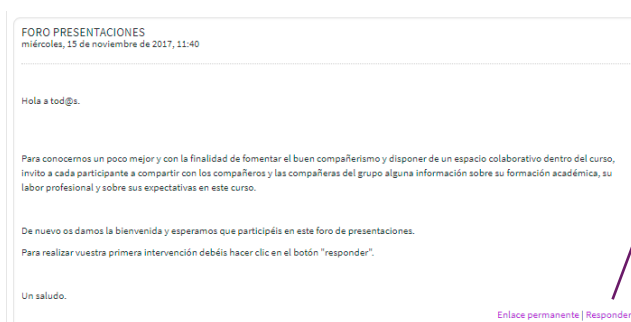 FORO PRESENTACIONES
miércoles, 15 de noviembre de 2017, 11:40
Hola a tod@s.
Para conocernos un poco mejor y con la finalidad de fomentar el buen compañerismo y disponer de un espacio colaborativo dentro del curso,
invito a cada participante a compartir con los compañeros y las compañeras del grupo alguna información sobre su formación académica, su
labor profesional y sobre sus expectativas en este curso.
De nuevo os damos la bienvenida y esperamos que participéis en este foro de presentaciones.
Para realizar vuestra primera intervención debéis hacer clic en el botón "responder".
Un saludo.
Enlace permanente | Responder